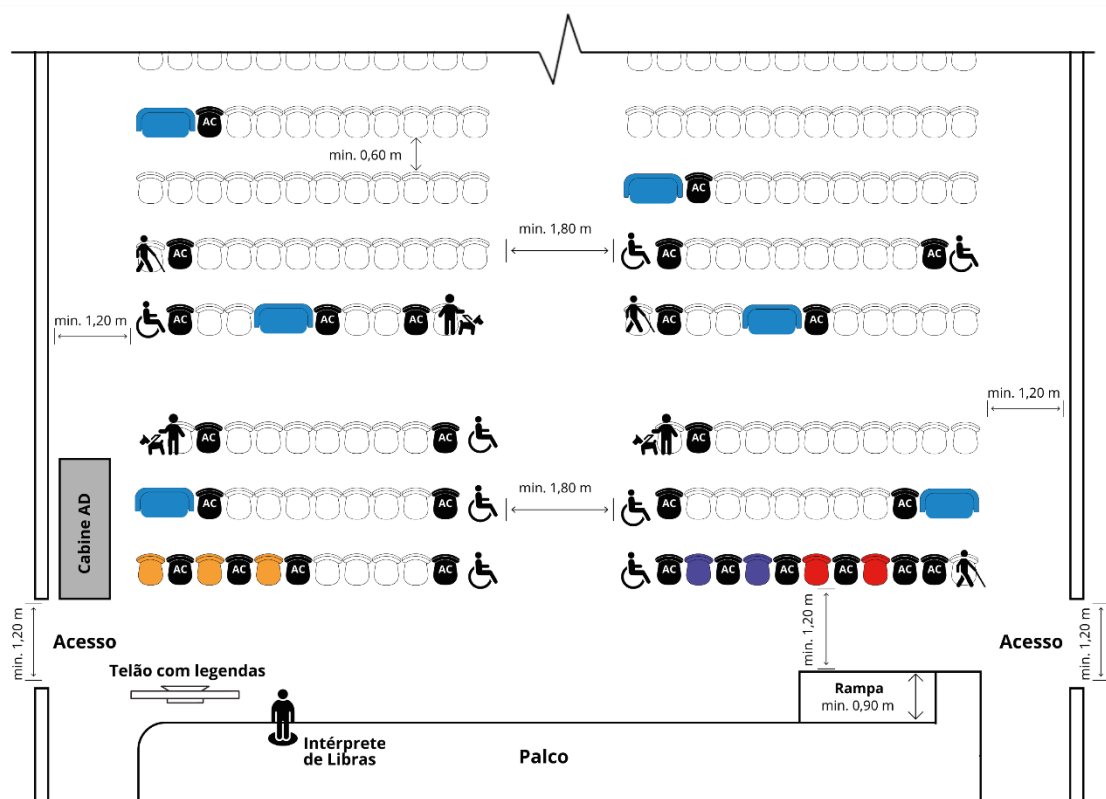 AC
min. 0,60 m
AC
min. 1,80 m
AC AC AC
min. 1,20 m
AC AC AC AC AC
min. 1,20 m
AC AC AC
min. 1,80 m
AC AC AC AC
Cabine AD
AC AC AC AC AC AC AC AC AC AC
min. 1,20 m
Acesso
min. 1,20 m
Acesso
min. 1,20 m
Telão com legendas
Rampa
min. 0,90 m
Intérprete
de Libras
Palco